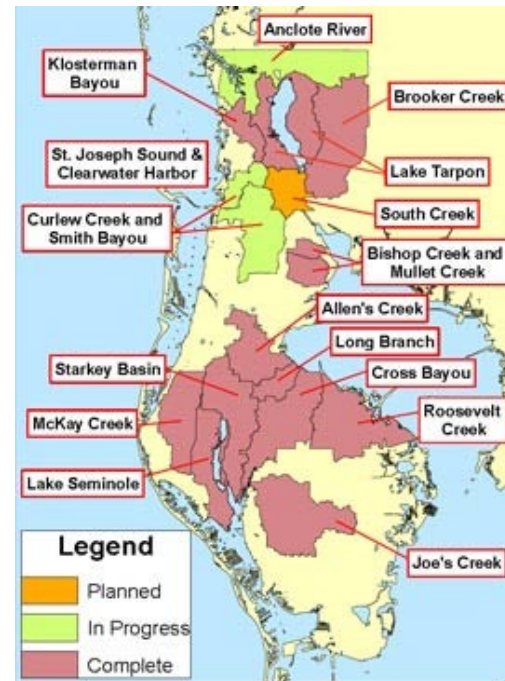 Anclote River
Klosterman
Bayou
Brooker Creek
St. Joseph Sound &
Clearwater Harbor
Lake Tarpon
Curlew Creek and
Smith Bayou
South Creek
Bishop Creek and
Mullet Creek
Allen's Creek
Long Branch
Starkey Basin
Cross Bayou
McKay Creek
Roosevelt
Creek
Lake Seminole
Joe's Creek
Legend
Planned
In Progress
Complete